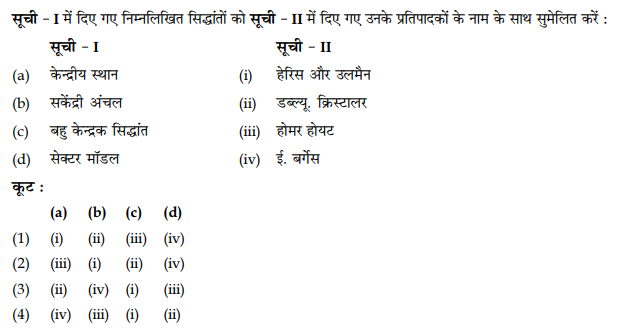 सूची – I में दिए गए निम्नलिखित सिद्धांतों को सूची – II में दिए गए उनके प्रतिपादकों के नाम के साथ सुमेलित करें :
सूची – I सूची – II
(a) केन्द्रीय स्थान (i) हेरिस और उलमैन
(b) सकेंद्री अंचल (ii) डब्ल्यू. क्रिस्टालर
(c) बहु केन्द्रक सिद्धांत (iii) होमर होयट
(d) सेक्टर मॉडल (iv) ई. बर्गेस
कूट :
(a) (b) (c) (d)
(1) (i) (ii) (iii) (iv)
(2) (iii) (i) (ii) (iv)
(3) (ii) (iv) (i) (iii)
(4) (iv) (iii) (i) (ii)